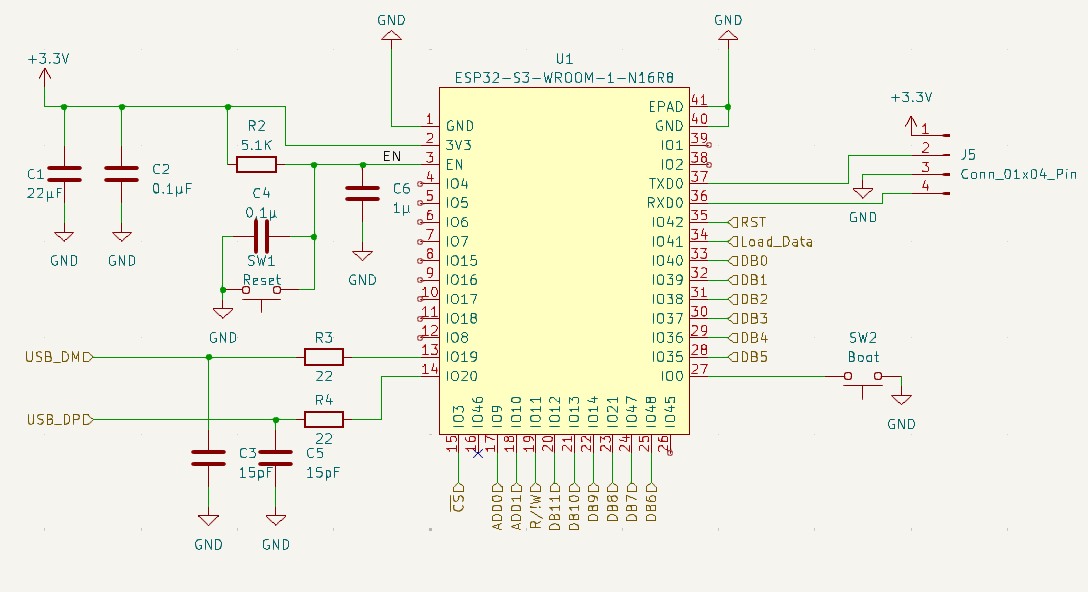 GND
GND
+3.3V
U1
ESP32-S3-WROOM-1-N16R8
+3.3V
R2
5.1K
EN
C1
22µF
C2
0.1µF
C4
0.1µ
C6
1µ
SW1
Reset
GND
GND
GND
GND
1 GND
2 3V3
3 EN
4 IO4
5 IO5
6 IO6
7 IO7
8 IO15
9 IO16
10 IO17
11 IO18
12 IO8
13 IO19
14 IO20
EPAD 41
GND 40
IO1 39
IO2 38
TXD0 37
RXD0 36
IO42 35 RST
IO41 34 Load_Data
IO40 33 DB0
IO39 32 DB1
IO38 31 DB2
IO37 30 DB3
IO36 29 DB4
IO35 28 DB5
IO0 27
1
2
3
4
J5
Conn_01x04_Pin
GND
SW2
Boot
GND
USB_DM
R3
22
USB_DP
R4
22
C3
15pF
C5
15pF
GND
GND
IO3 15 CS
IO46 16
IO9 17 ADD0
IO10 18 ADD1
IO11 19 R/!W
IO12 20 DB11
IO13 21 DB10
IO14 22 DB9
IO21 23 DB8
IO47 24 DB7
IO48 25 DB6
IO45 26